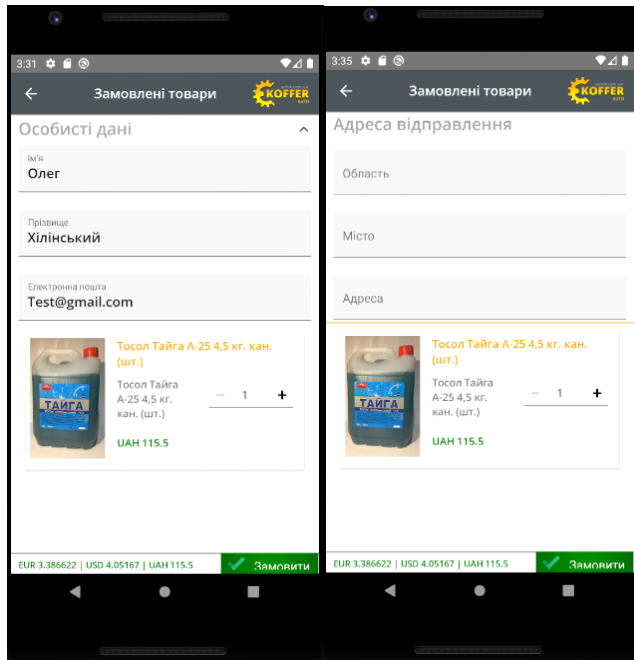 3:31
Замовлені товари
KOFFER
AUTO
Особисті дані
Ім'я
Олег
Прізвище
Хілінський
Електронна пошта
Test@gmail.com
Тосол Тайга А-25 4,5 кг. кан.
(шт.)
Тосол Тайга
А-25 4,5 кг.
кан. (шт.)
1
UAH 115.5
ТАЙГА
EUR 3.386622 | USD 4.05167 | UAH 115.5
Замовити
3:35
Замовлені товари
KOFFER
AUTO
Адреса відправлення
Область
Місто
Адреса
Тосол Тайга А-25 4,5 кг. кан.
(шт.)
Тосол Тайга
А-25 4,5 кг.
кан. (шт.)
1
UAH 115.5
ТАЙГА
EUR 3.386622 | USD 4.05167 | UAH 115.5
Замовити